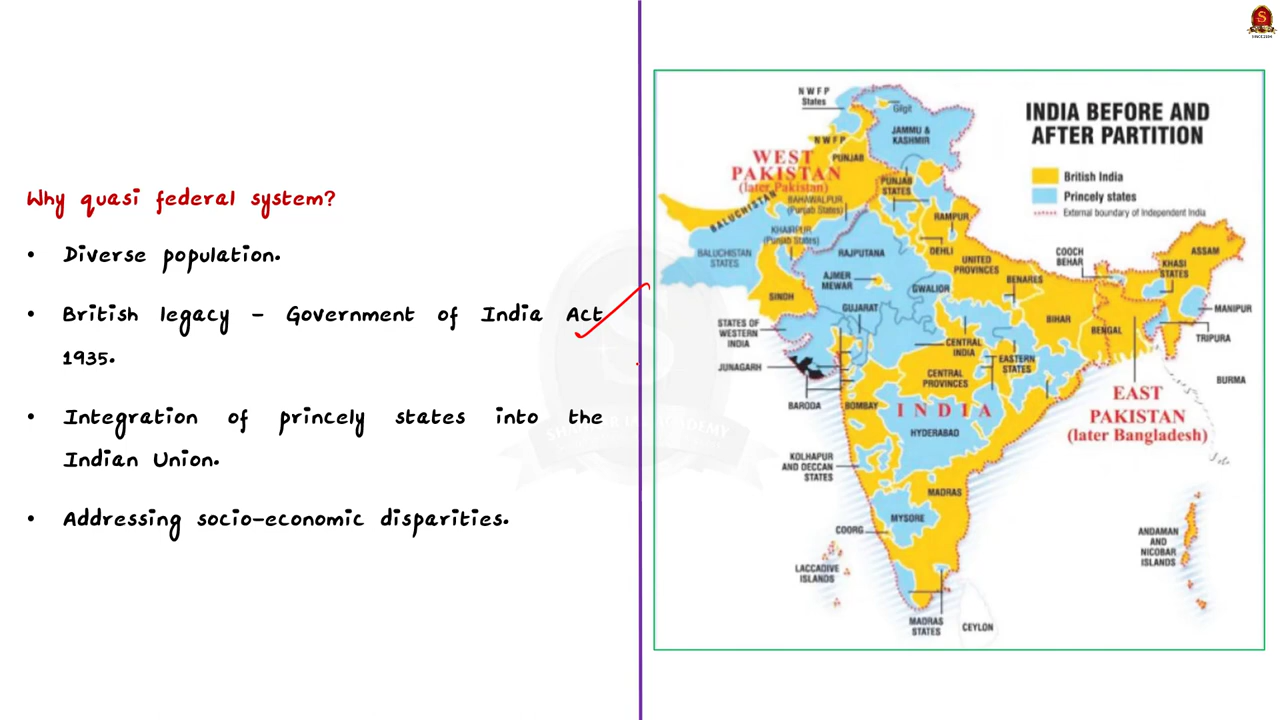 Why quasi federal system?
• Diverse population.
• British legacy – Government of India Act
1935.
• Integration of princely states into the
Indian Union.
• Addressing socio-economic disparities.
INDIA BEFORE AND
AFTER PARTITION
British India
Princely states
External boundary of Independent India
N W F P
States
Gilgit
JAMMU &
KASHMIR
N W F P
PUNJAB
WEST
PAKISTAN
(later Pakistan)
PUNJAB
STATES
BAHAWALPUR
(Punjab States)
BALUCHISTAN
RAMPUR
KHAIRPUR
(Punjab States)
BALUCHISTAN
STATES
RAJPUTANA
DEHLI
UNITED
PROVINCES
COOCH
BEHAR
ASSAM
KHASI
STATES
AJMER
MEWAR
GWALIOR
BENARES
SINDH
GUJARAT
BIHAR
BENGAL
MANIPUR
TRIPURA
STATES OF
WESTERN
INDIA
CENTRAL
INDIA
EASTERN
STATES
JUNAGARH
CENTRAL
PROVINCES
BURMA
BARODA
BOMBAY
INDIA
HYDERABAD
EAST
PAKISTAN
(later Bangladesh)
KOLHAPUR
AND DECCAN
STATES
MADRAS
MYSORE
COORG
ANDAMAN
AND
NICOBAR
ISLANDS
LACCADIVE
ISLANDS
MADRAS
STATES
CEYLON